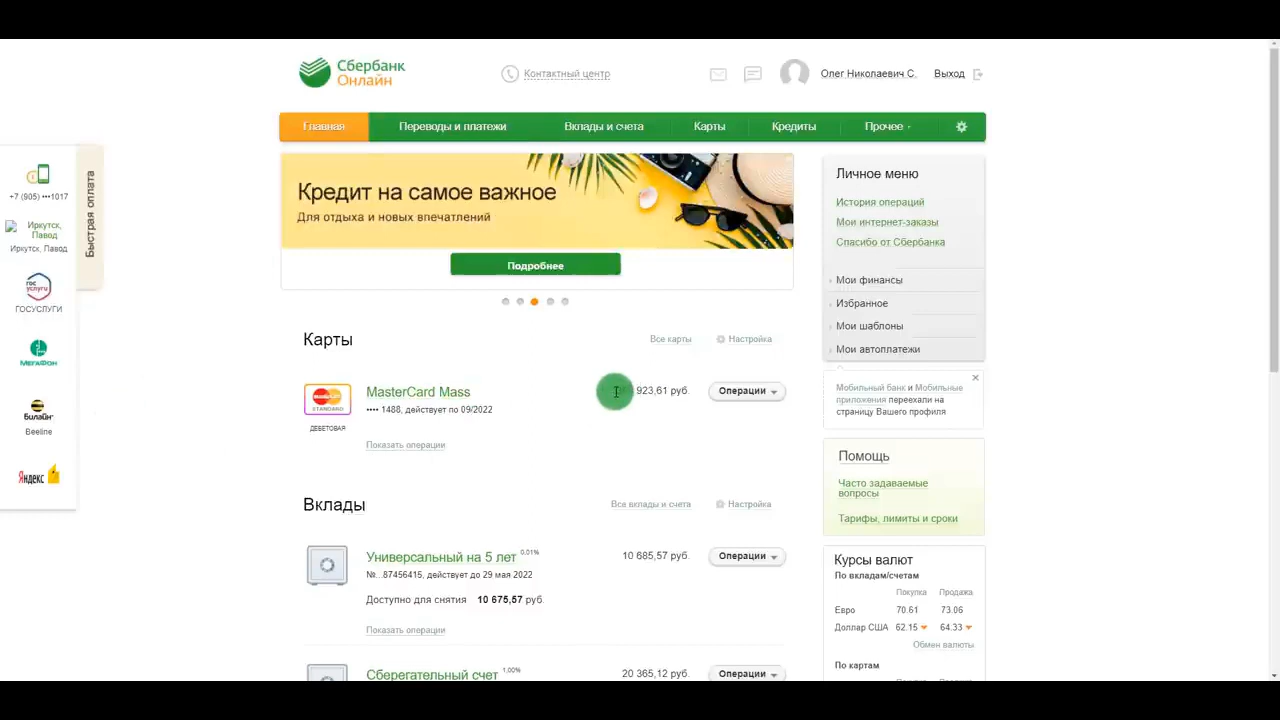 Сбербанк
Онлайн
Контактный центр
Олег Николаевич С.
Выход
Главная
Переводы и платежи
Вклады и счета
Карты
Кредиты
Прочее
+7 (905) •••1017
Иркутск,
Павод
Иркутск, Павод
гос
услуги
ГОСУСЛУГИ
МЕГАФОН
Билайн
Beeline
Яндекс
Быстрая оплата
Кредит на самое важное
Для отдыха и новых впечатлений
Подробнее
Карты
Все карты
Настройка
MasterCard
STANDARD
ДЕБЕТОВАЯ
MasterCard Mass
•••• 1488, действует по 09/2022
923,61 руб.
Операции
Показать операции
Вклады
Все вклады и счета
Настройка
Универсальный на 5 лет 0,01%
№...87456415, действует до 29 мая 2022
10 685,57 руб.
Операции
Доступно для снятия 10 675,57 руб.
Показать операции
Сберегательный счет 1,00%
20 365,12 руб.
Операции
Личное меню
История операций
Мои интернет-заказы
Спасибо от Сбербанка
Мои финансы
Избранное
Мои шаблоны
Мои автоплатежи
Мобильный банк и Мобильные
приложения переехали на
страницу Вашего профиля
Помощь
Часто задаваемые
вопросы
Тарифы, лимиты и сроки
Курсы валют
По вкладам/счетам
Покупка Продажа
Евро 70.61 73.06
Доллар США 62.15 64.33
Обмен валюты
По картам